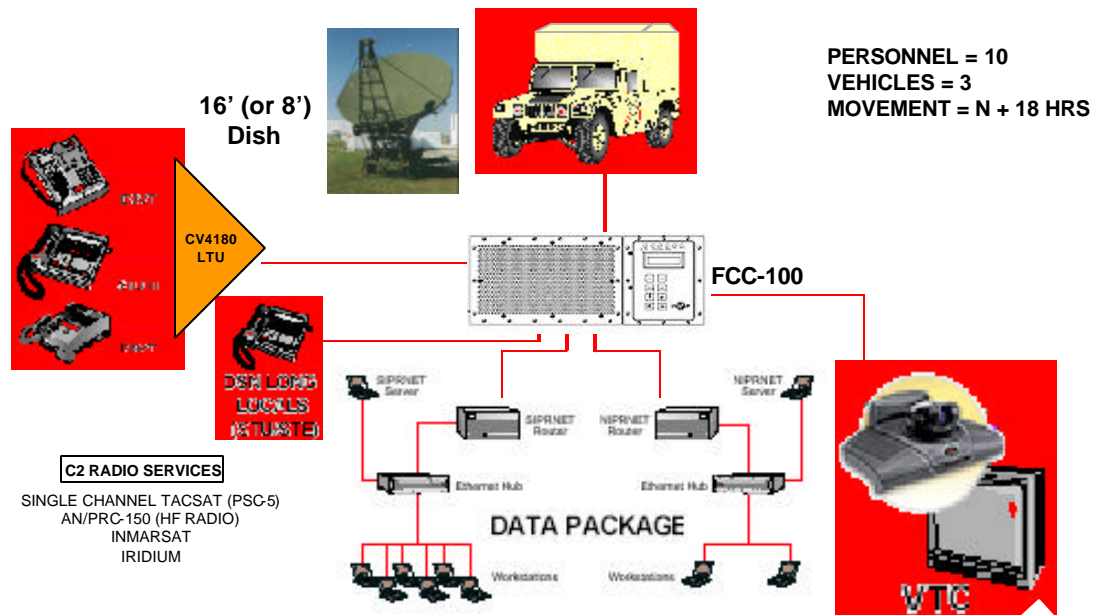 PERSONNEL = 10
VEHICLES = 3
MOVEMENT = N + 18 HRS
16' (or 8')
Dish
CV4180
LTU
FCC-100
DSN LONG
LOCALS
(STU/STE)
SIPRNET
Server
NIPRNET
Server
SIPRNET
Router
NIPRNET
Router
Ethernet Hub
Ethernet Hub
DATA PACKAGE
Workstations
Workstations
VTC
C2 RADIO SERVICES
SINGLE CHANNEL TACSAT (PSC-5)
AN/PRC-150 (HF RADIO)
INMARSAT
IRIDIUM